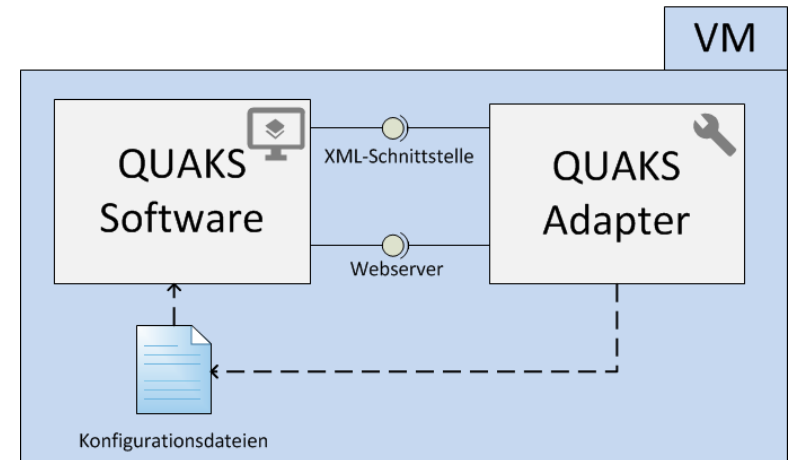 VM
QUAKS
Software
XML-Schnittstelle
Webserver
QUAKS
Adapter
Konfigurationsdateien